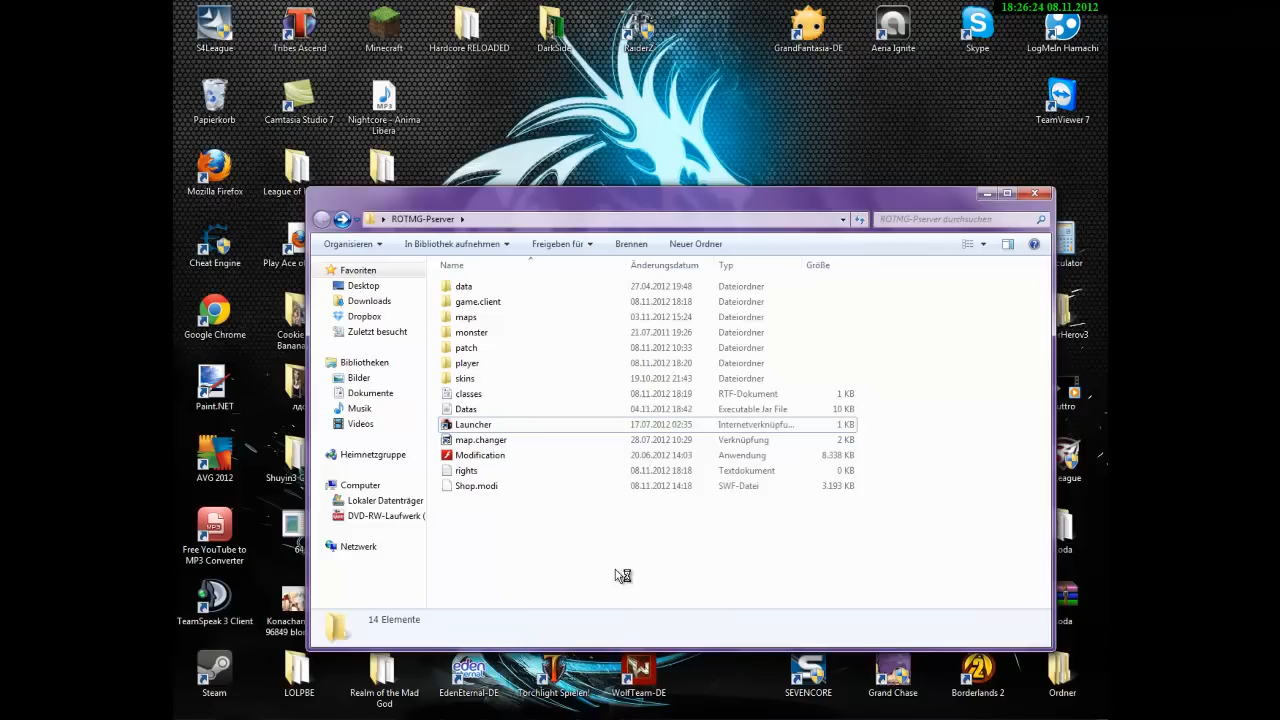 18:26:24 08.11.2012
S4League
Tribes Ascend
Minecraft
Hardcore RELOADED
DarkSide
RaiderZ
GrandFantasia-DE
Aeria Ignite
Skype
LogMeIn Hamachi
Papierkorb
Camtasia Studio 7
Nightcore - Anima
Libera
MP3
TeamViewer 7
Mozilla Firefox
League of
Cheat Engine
Play Ace of
Google Chrome
Cookie
Banana
Paint.NET
AVG 2012
Shuyin3
Free YouTube to
MP3 Converter
64
TeamSpeak 3 Client
Konachan
96849 blon
ROTMG-Pserver
ROTMG-Pserver durchsuchen
Organisieren
In Bibliothek aufnehmen
Freigeben für
Brennen
Neuer Ordner
Name
Änderungsdatum
Typ
Größe
Favoriten
Desktop
Downloads
Dropbox
Zuletzt besucht
Bibliotheken
Bilder
Dokumente
Musik
Videos
Heimnetzgruppe
Computer
Lokaler Datenträger
DVD-RW-Laufwerk (
Netzwerk
data 27.04.2012 19:48 Dateiordner
game.client 08.11.2012 18:18 Dateiordner
maps 03.11.2012 15:24 Dateiordner
monster 21.07.2011 19:26 Dateiordner
patch 08.11.2012 10:33 Dateiordner
player 08.11.2012 18:20 Dateiordner
skins 19.10.2012 21:43 Dateiordner
classes 08.11.2012 18:19 RTF-Dokument 1 KB
Datas 04.11.2012 18:42 Executable Jar File 10 KB
Launcher 17.07.2012 02:35 Internetverknüpfu... 1 KB
map.changer 28.07.2012 10:29 Verknüpfung 2 KB
Modification 20.06.2012 14:03 Anwendung 8.338 KB
rights 08.11.2012 18:18 Textdokument 0 KB
Shop.modi 08.11.2012 14:18 SWF-Datei 3.193 KB
14 Elemente
culator
erHerov3
uttro
eague
oda
oda
Steam
LOLPBE
Realm of the Mad
God
EdenEternal-DE
Torchlight Spielen!
WolfTeam-DE
SEVENCORE
Grand Chase
Borderlands 2
Ordner